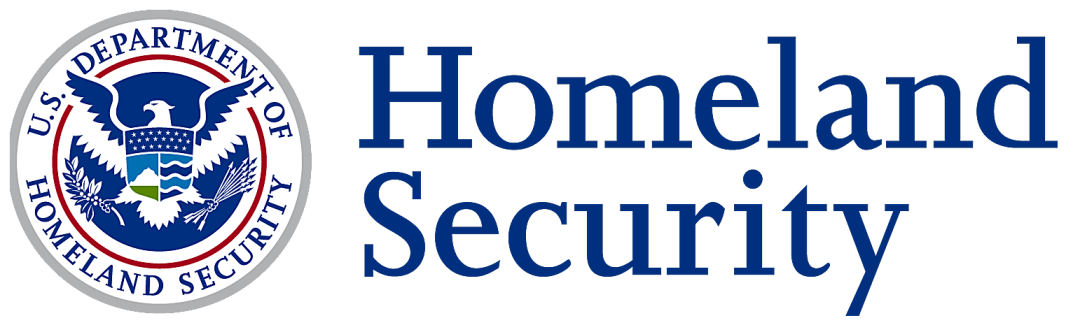 U.S. DEPARTMENT OF
HOMELAND SECURITY
Homeland
Security